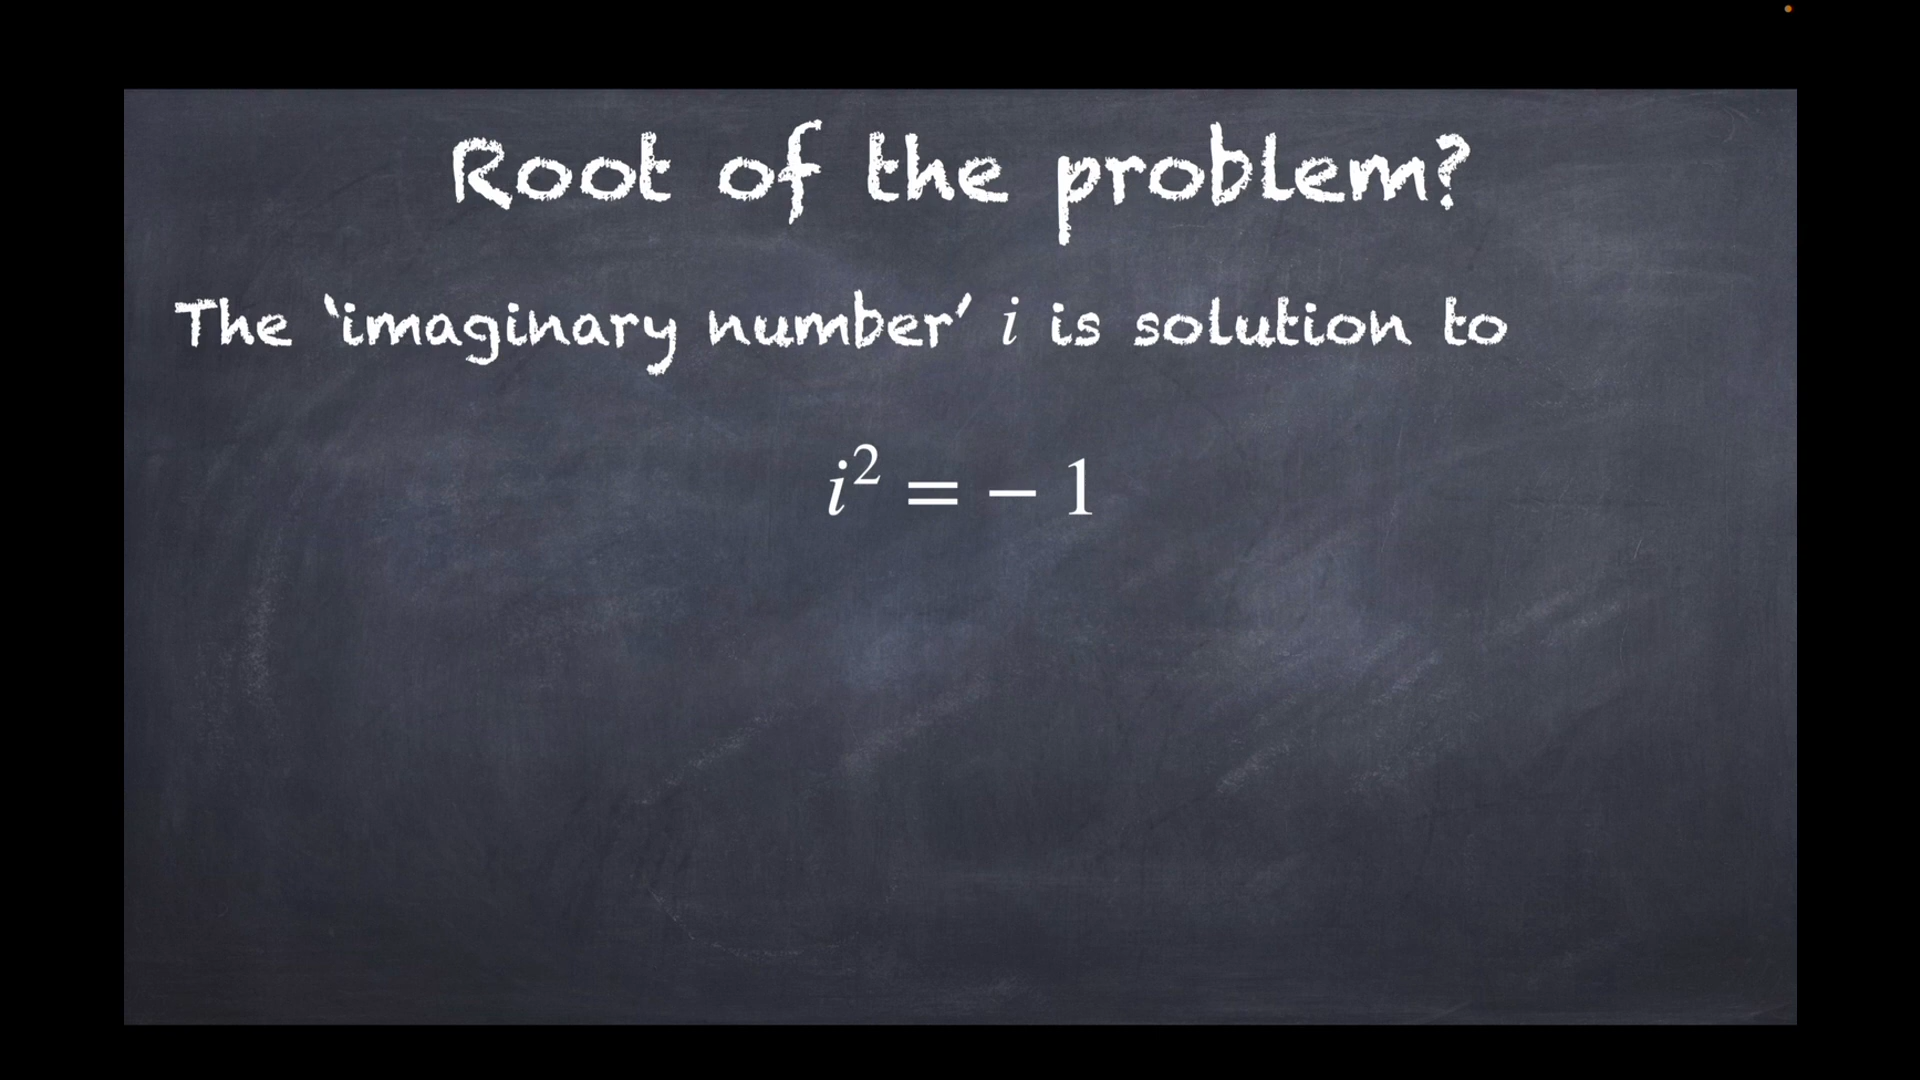 Root of the problem?
The ‘imaginary number’ i is solution to
i² = − 1